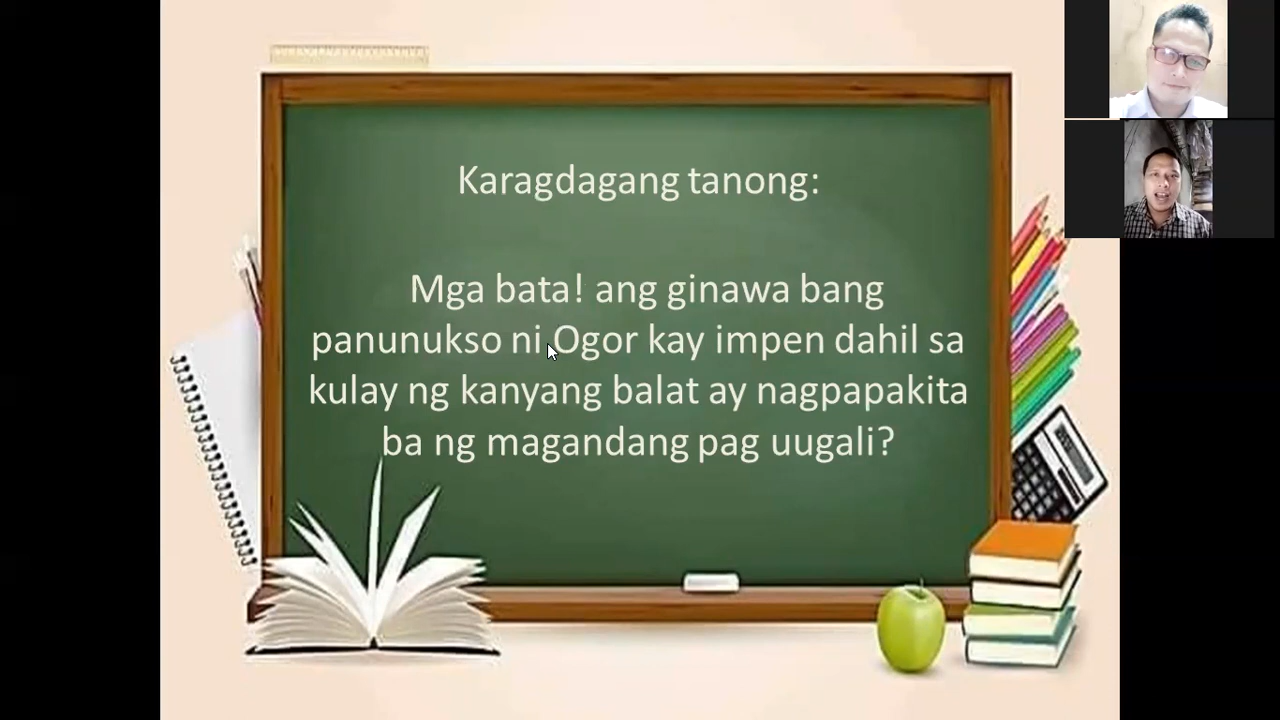 Karagdagang tanong:
Mga bata! ang ginawa bang
panunukso ni Ogor kay impen dahil sa
kulay ng kanyang balat ay nagpapakita
ba ng magandang pag uugali?